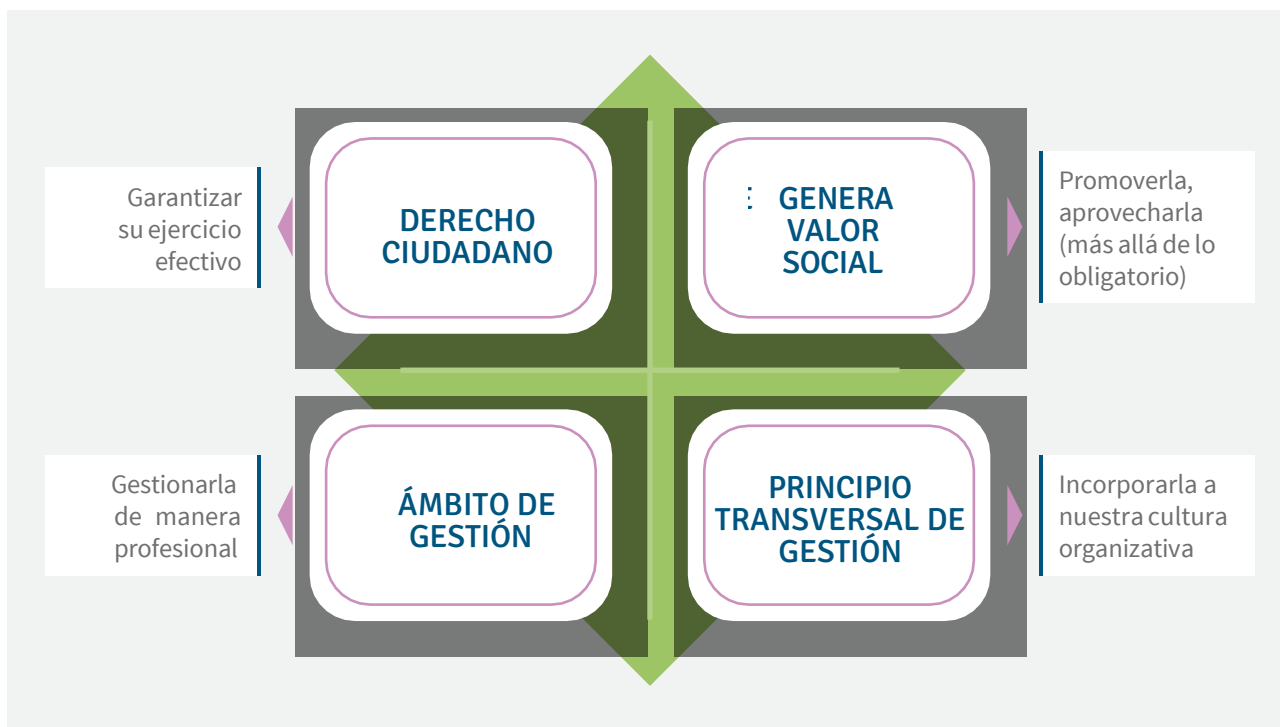 Garantizar
su ejercicio
efectivo
DERECHO
CIUDADANO
GENERA
VALOR
SOCIAL
Promoverla,
aprovecharla
(más allá de lo
obligatorio)
Gestionarla
de manera
profesional
ÁMBITO DE
GESTIÓN
PRINCIPIO
TRANSVERSAL DE
GESTIÓN
Incorporarla a
nuestra cultura
organizativa